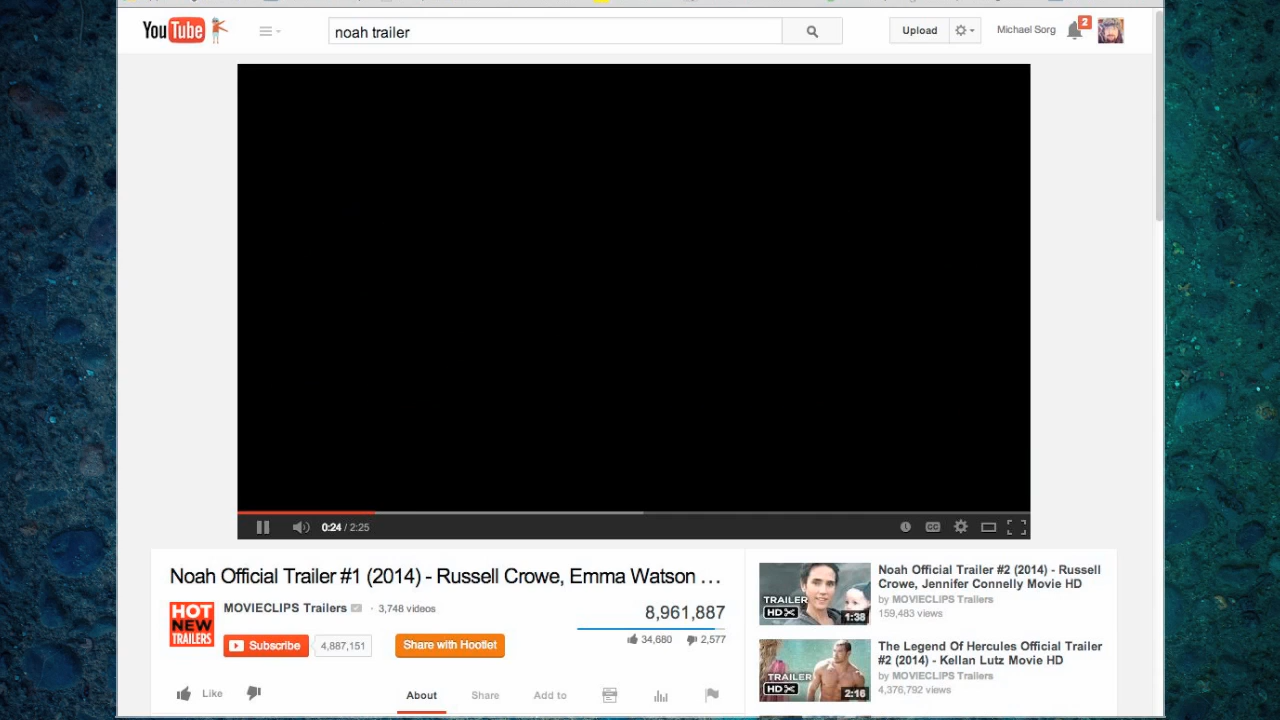 YouTube
noah trailer
Upload
Michael Sorg
2
0:24 / 2:25
CC
Noah Official Trailer #1 (2014) - Russell Crowe, Emma Watson ...
HOT
NEW
TRAILERS
MOVIECLIPS Trailers · 3,748 videos
Subscribe 4,887,151
Share with Hootlet
8,961,887
34,680 2,577
Like
About Share Add to
TRAILER
HD
1:38
Noah Official Trailer #2 (2014) - Russell
Crowe, Jennifer Connelly Movie HD
by MOVIECLIPS Trailers
159,483 views
TRAILER
HD
2:16
The Legend Of Hercules Official Trailer
#2 (2014) - Kellan Lutz Movie HD
by MOVIECLIPS Trailers
4,376,792 views